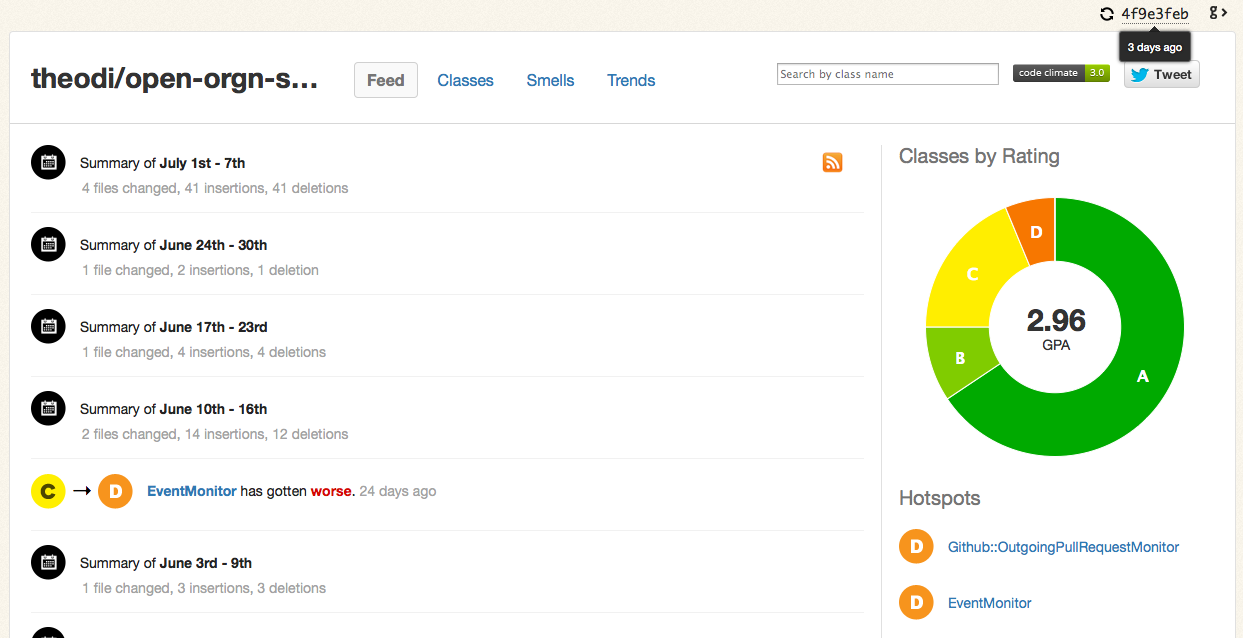 4f9e3feb g>
3 days ago
theodi/open-orgn-s...
Feed Classes Smells Trends
Search by class name
code climate 3.0
Tweet
Summary of July 1st - 7th
4 files changed, 41 insertions, 41 deletions
Summary of June 24th - 30th
1 file changed, 2 insertions, 1 deletion
Summary of June 17th - 23rd
1 file changed, 4 insertions, 4 deletions
Summary of June 10th - 16th
2 files changed, 14 insertions, 12 deletions
C → D EventMonitor has gotten worse. 24 days ago
Summary of June 3rd - 9th
1 file changed, 3 insertions, 3 deletions
Classes by Rating
D
C
B
A
2.96
GPA
Hotspots
D Github::OutgoingPullRequestMonitor
D EventMonitor